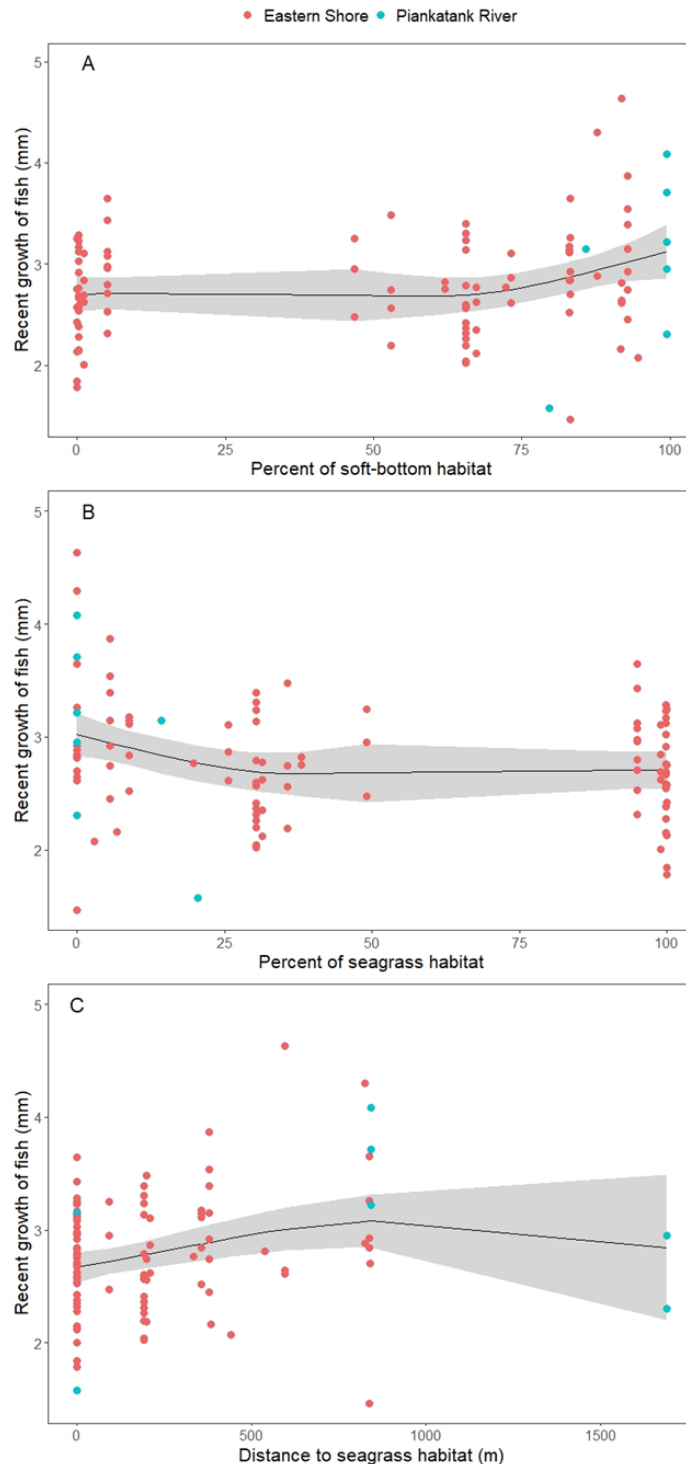 Eastern Shore Piankatank River
A
5
4
3
2
Recent growth of fish (mm)
0 25 50 75 100
Percent of soft-bottom habitat
B
5
4
3
2
Recent growth of fish (mm)
0 25 50 75 100
Percent of seagrass habitat
C
5
4
3
2
Recent growth of fish (mm)
0 500 1000 1500
Distance to seagrass habitat (m)